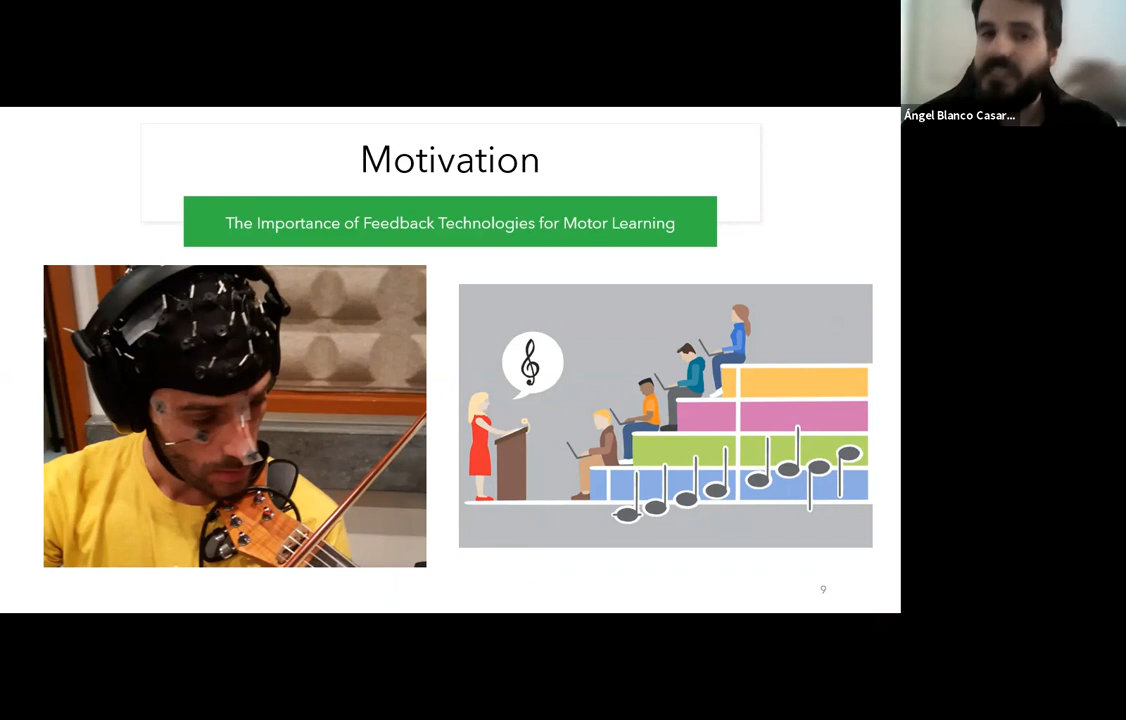 Motivation
The Importance of Feedback Technologies for Motor Learning
Ángel Blanco Casar...
9